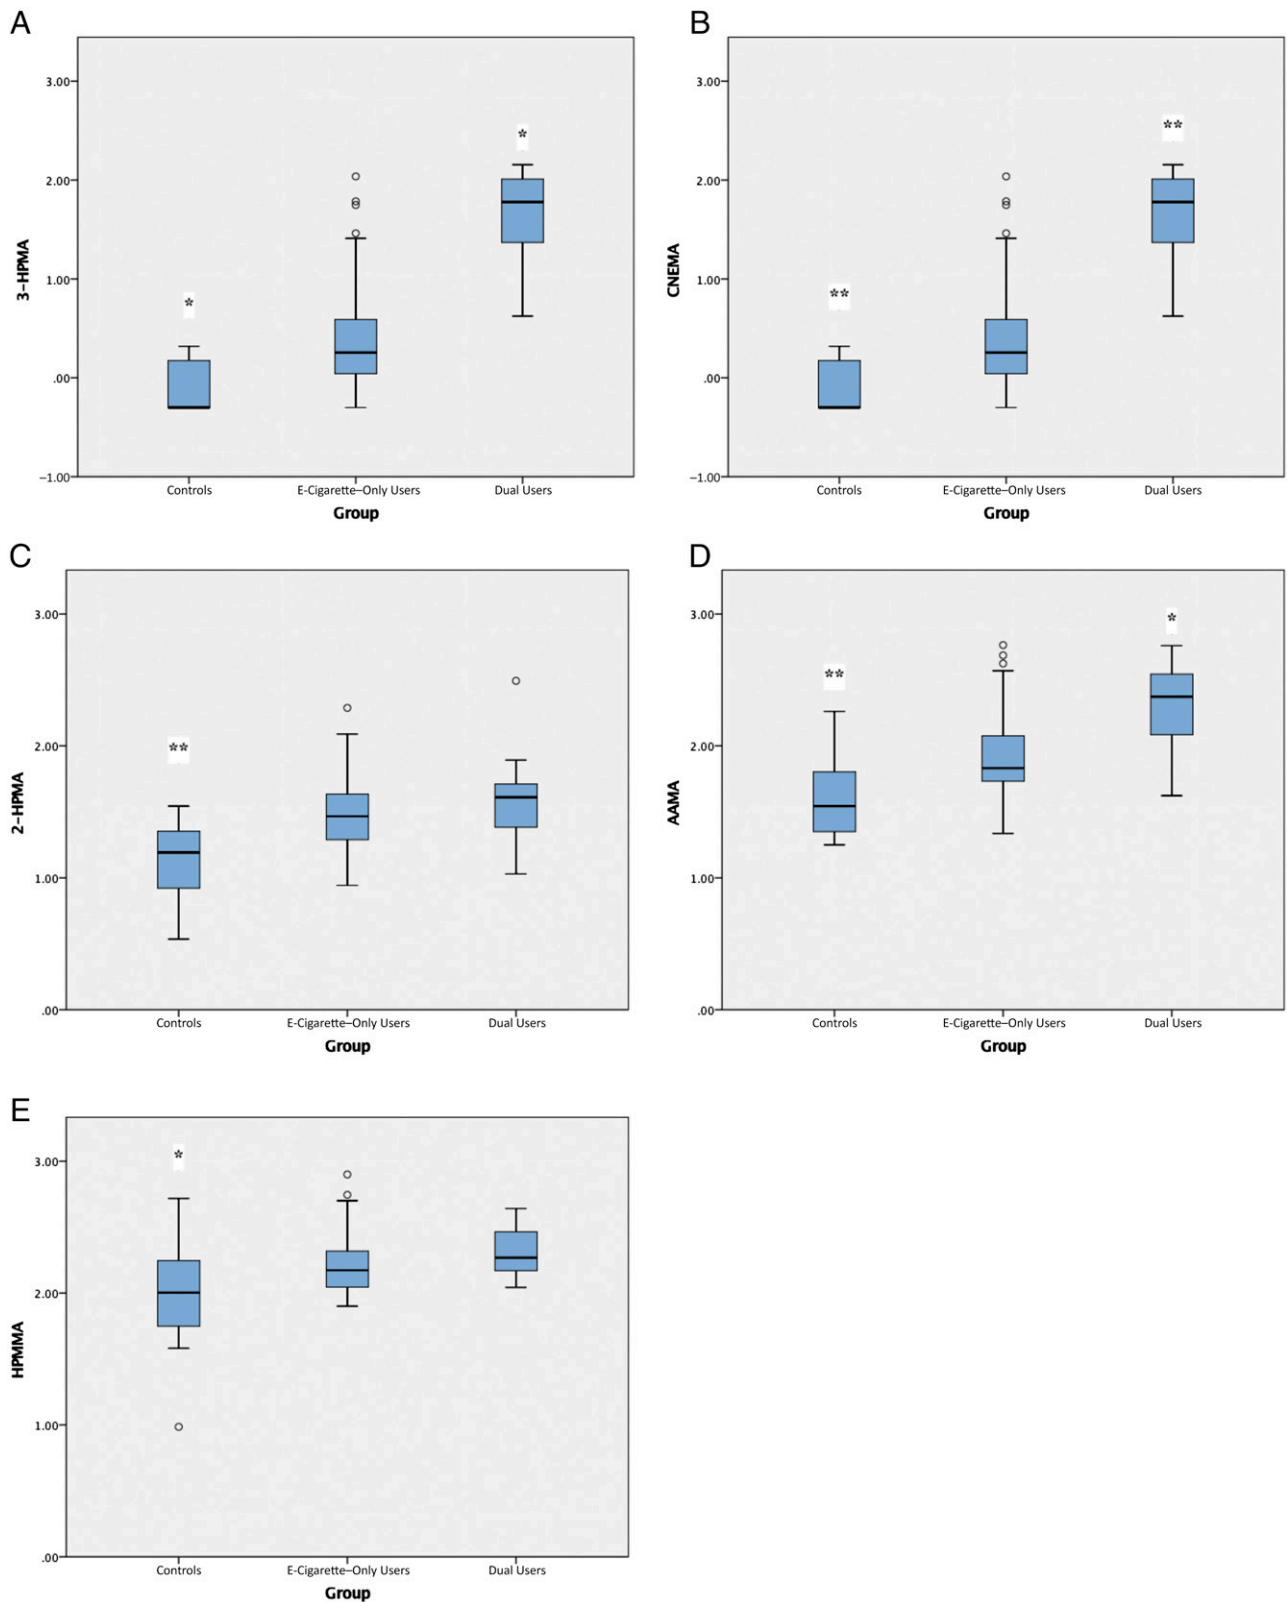 A
3-HPMA
3.00
2.00
1.00
.00
-1.00
*
*
Controls E-Cigarette–Only Users Dual Users
Group
B
CNEMA
3.00
2.00
1.00
.00
-1.00
**
**
Controls E-Cigarette–Only Users Dual Users
Group
C
2-HPMA
3.00
2.00
1.00
.00
**
Controls E-Cigarette–Only Users Dual Users
Group
D
AAMA
3.00
2.00
1.00
.00
**
*
Controls E-Cigarette–Only Users Dual Users
Group
E
HPMMA
3.00
2.00
1.00
.00
*
Controls E-Cigarette–Only Users Dual Users
Group